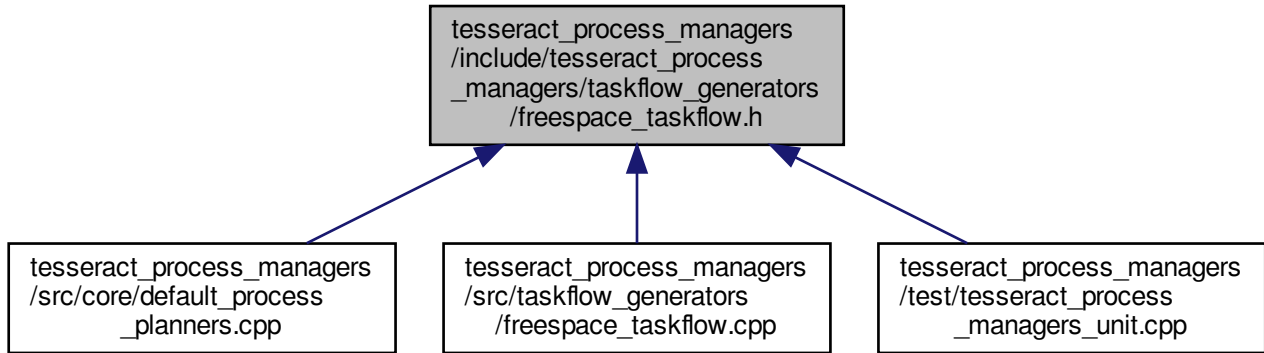 tesseract_process_managers
/include/tesseract_process
_managers/taskflow_generators
/freespace_taskflow.h
tesseract_process_managers
/src/core/default_process
_planners.cpp
tesseract_process_managers
/src/taskflow_generators
/freespace_taskflow.cpp
tesseract_process_managers
/test/tesseract_process
_managers_unit.cpp